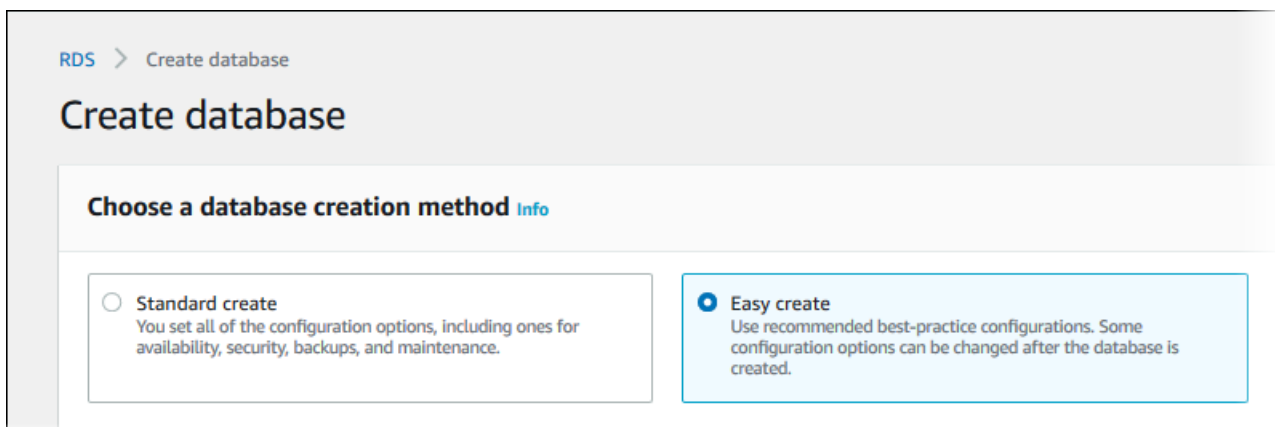 RDS > Create database
Create database
Choose a database creation method Info
Standard create
You set all of the configuration options, including ones for
availability, security, backups, and maintenance.
Easy create
Use recommended best-practice configurations. Some
configuration options can be changed after the database is
created.